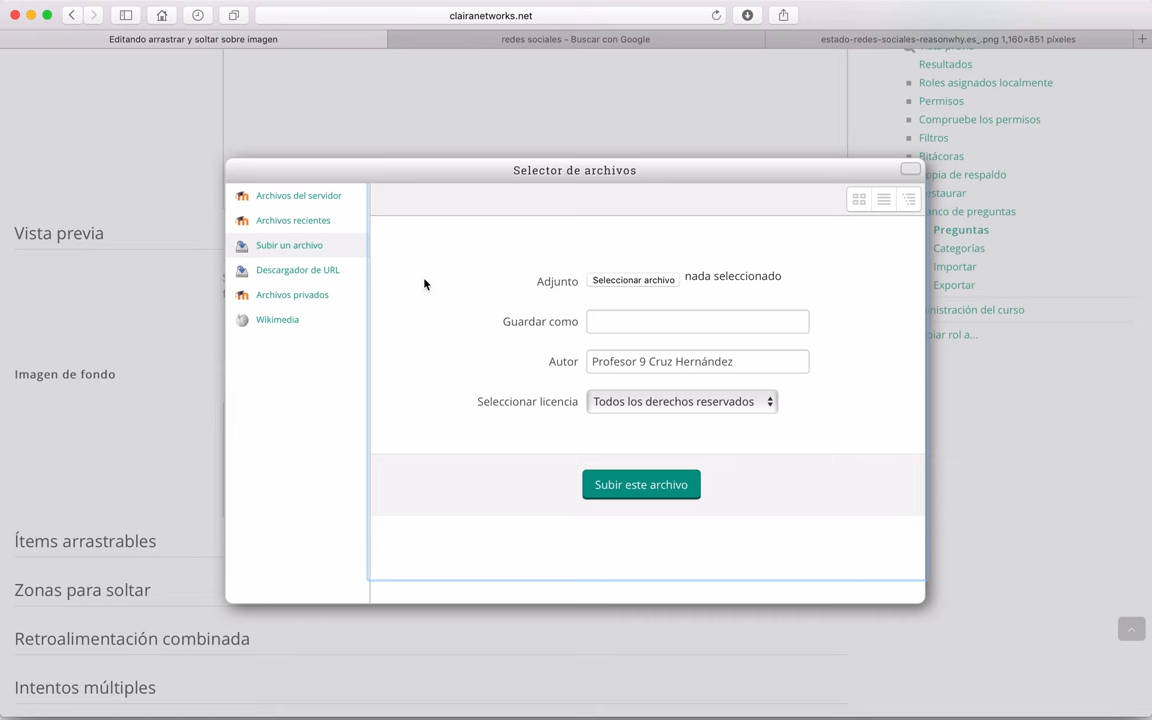 clairanetworks.net
Editando arrastrar y soltar sobre imagen
redes sociales - Buscar con Google
estado-redes-sociales-reasonwhy.es_.png 1,160×851 píxeles
Resultados
Roles asignados localmente
Permisos
Compruebe los permisos
Filtros
Bitácoras
opia de respaldo
estaurar
anco de preguntas
Preguntas
Categorías
Importar
Exportar
inistración del curso
biar rol a...
Vista previa
Imagen de fondo
Ítems arrastrables
Zonas para soltar
Retroalimentación combinada
Intentos múltiples
Selector de archivos
Archivos del servidor
Archivos recientes
Subir un archivo
Descargador de URL
Archivos privados
Wikimedia
Adjunto Seleccionar archivo nada seleccionado
Guardar como
Autor Profesor 9 Cruz Hernández
Seleccionar licencia Todos los derechos reservados
Subir este archivo